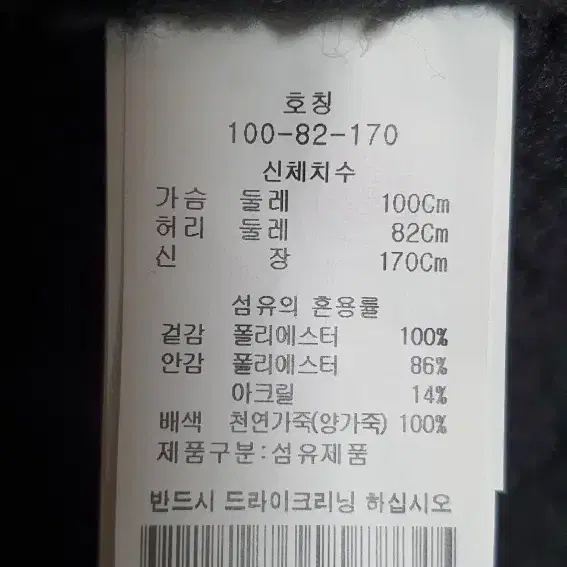 호칭
100-82-170
신체치수
가슴 둘레 100Cm
허리 둘레 82Cm
신 장 170Cm
섬유의 혼용률
겉감 폴리에스터 100%
안감 폴리에스터 86%
아크릴 14%
배색 천연가죽(양가죽) 100%
제품구분:섬유제품
반드시 드라이크리닝 하십시오